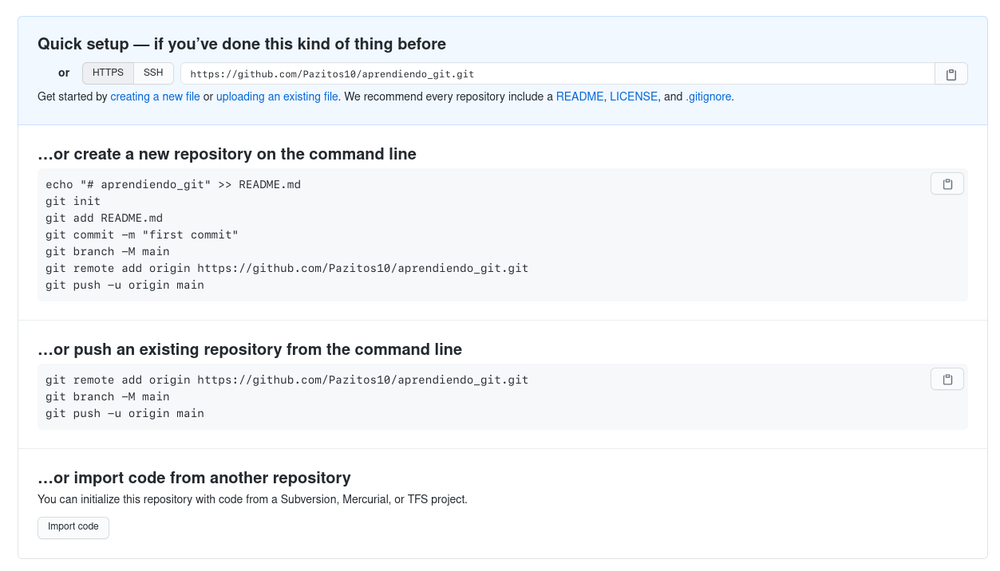 Quick setup — if you’ve done this kind of thing before
or HTTPS SSH https://github.com/Pazitos10/aprendiendo_git.git
Get started by creating a new file or uploading an existing file. We recommend every repository include a README, LICENSE, and .gitignore.
…or create a new repository on the command line
echo "# aprendiendo_git" >> README.md
git init
git add README.md
git commit -m "first commit"
git branch -M main
git remote add origin https://github.com/Pazitos10/aprendiendo_git.git
git push -u origin main
…or push an existing repository from the command line
git remote add origin https://github.com/Pazitos10/aprendiendo_git.git
git branch -M main
git push -u origin main
…or import code from another repository
You can initialize this repository with code from a Subversion, Mercurial, or TFS project.
Import code